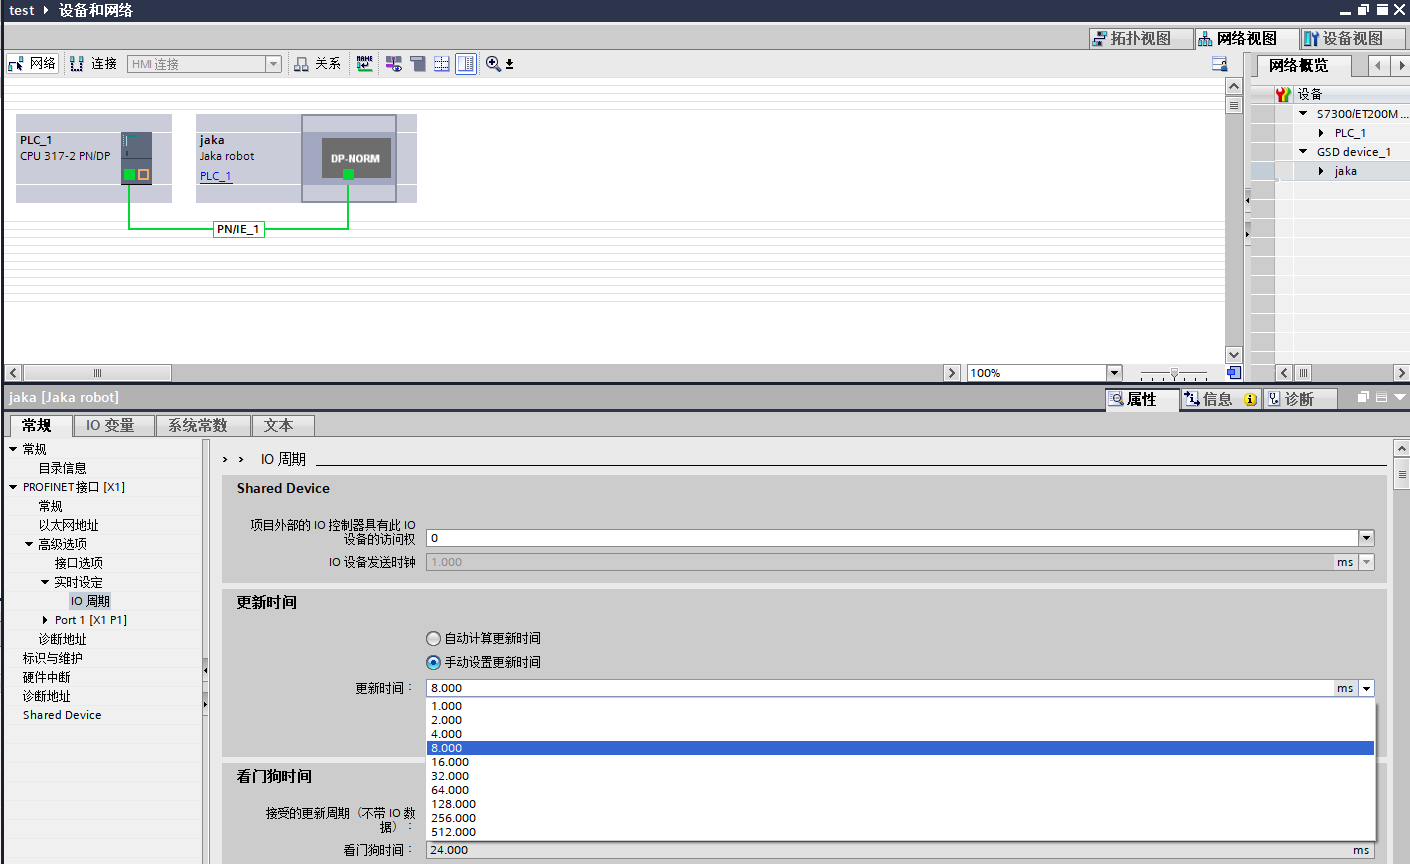 test ▸ 设备和网络
拓扑视图
网络视图
设备视图
网络
连接
HMI 连接
关系
网络概览
设备
S7300/ET200M ...
PLC_1
GSD device_1
jaka
PLC_1
CPU 317-2 PN/DP
jaka
Jaka robot
PLC_1
DP-NORM
PN/IE_1
100%
jaka [Jaka robot]
属性
信息
诊断
常规
IO 变量
系统常数
文本
常规
目录信息
PROFINET接口 [X1]
常规
以太网地址
高级选项
接口选项
实时设定
IO 周期
Port 1 [X1 P1]
诊断地址
标识与维护
硬件中断
诊断地址
Shared Device
IO 周期
Shared Device
项目外部的 IO 控制器具有此 IO
设备的访问权
0
IO 设备发送时钟
1.000
ms
更新时间
自动计算更新时间
手动设置更新时间
更新时间：
8.000
ms
1.000
2.000
4.000
8.000
16.000
32.000
64.000
128.000
256.000
512.000
看门狗时间
接受的更新周期（不带 IO 数
据）：
看门狗时间：
24.000
ms